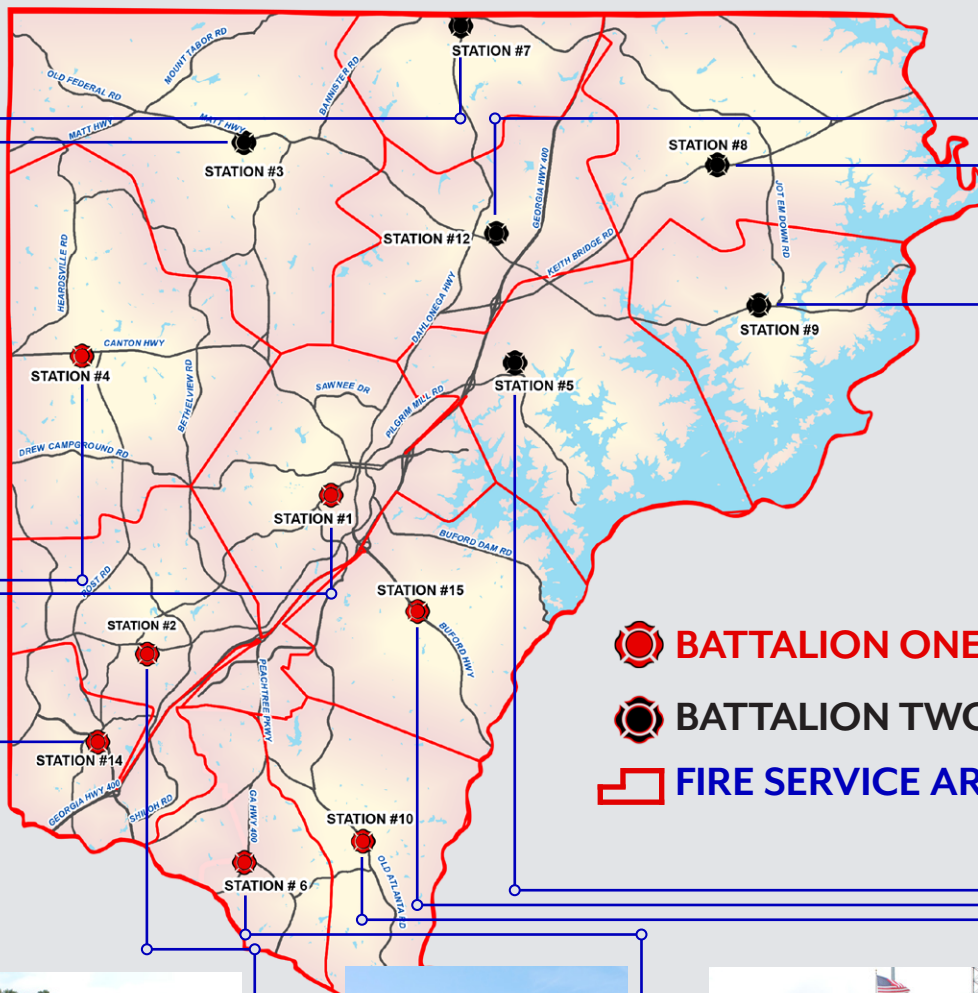 STATION #7
MOUNT TABOR RD
OLD FEDERAL RD
BANNISTER RD
MATT HWY
MATT HWY
STATION #3
STATION #8
GEORGIA HWY 400
JOT EM DOWN RD
STATION #12
KEITH BRIDGE RD
HEARDSVILLE RD
DAHLONEGA HWY
STATION #9
CANTON HWY
STATION #4
BETHELVIEW RD
SAWNEE DR
PILGRIM MILL RD
STATION #5
DREW CAMPGROUND RD
STATION #1
BUFORD DAM RD
POST RD
STATION #15
STATION #2
BUFORD HWY
PEACHTREE PKWY
BATTALION ONE
BATTALION TWO
FIRE SERVICE AR
STATION #14
GEORGIA HWY 400
SHILOH RD
GA HWY 400
STATION #10
OLD ATLANTA RD
STATION # 6